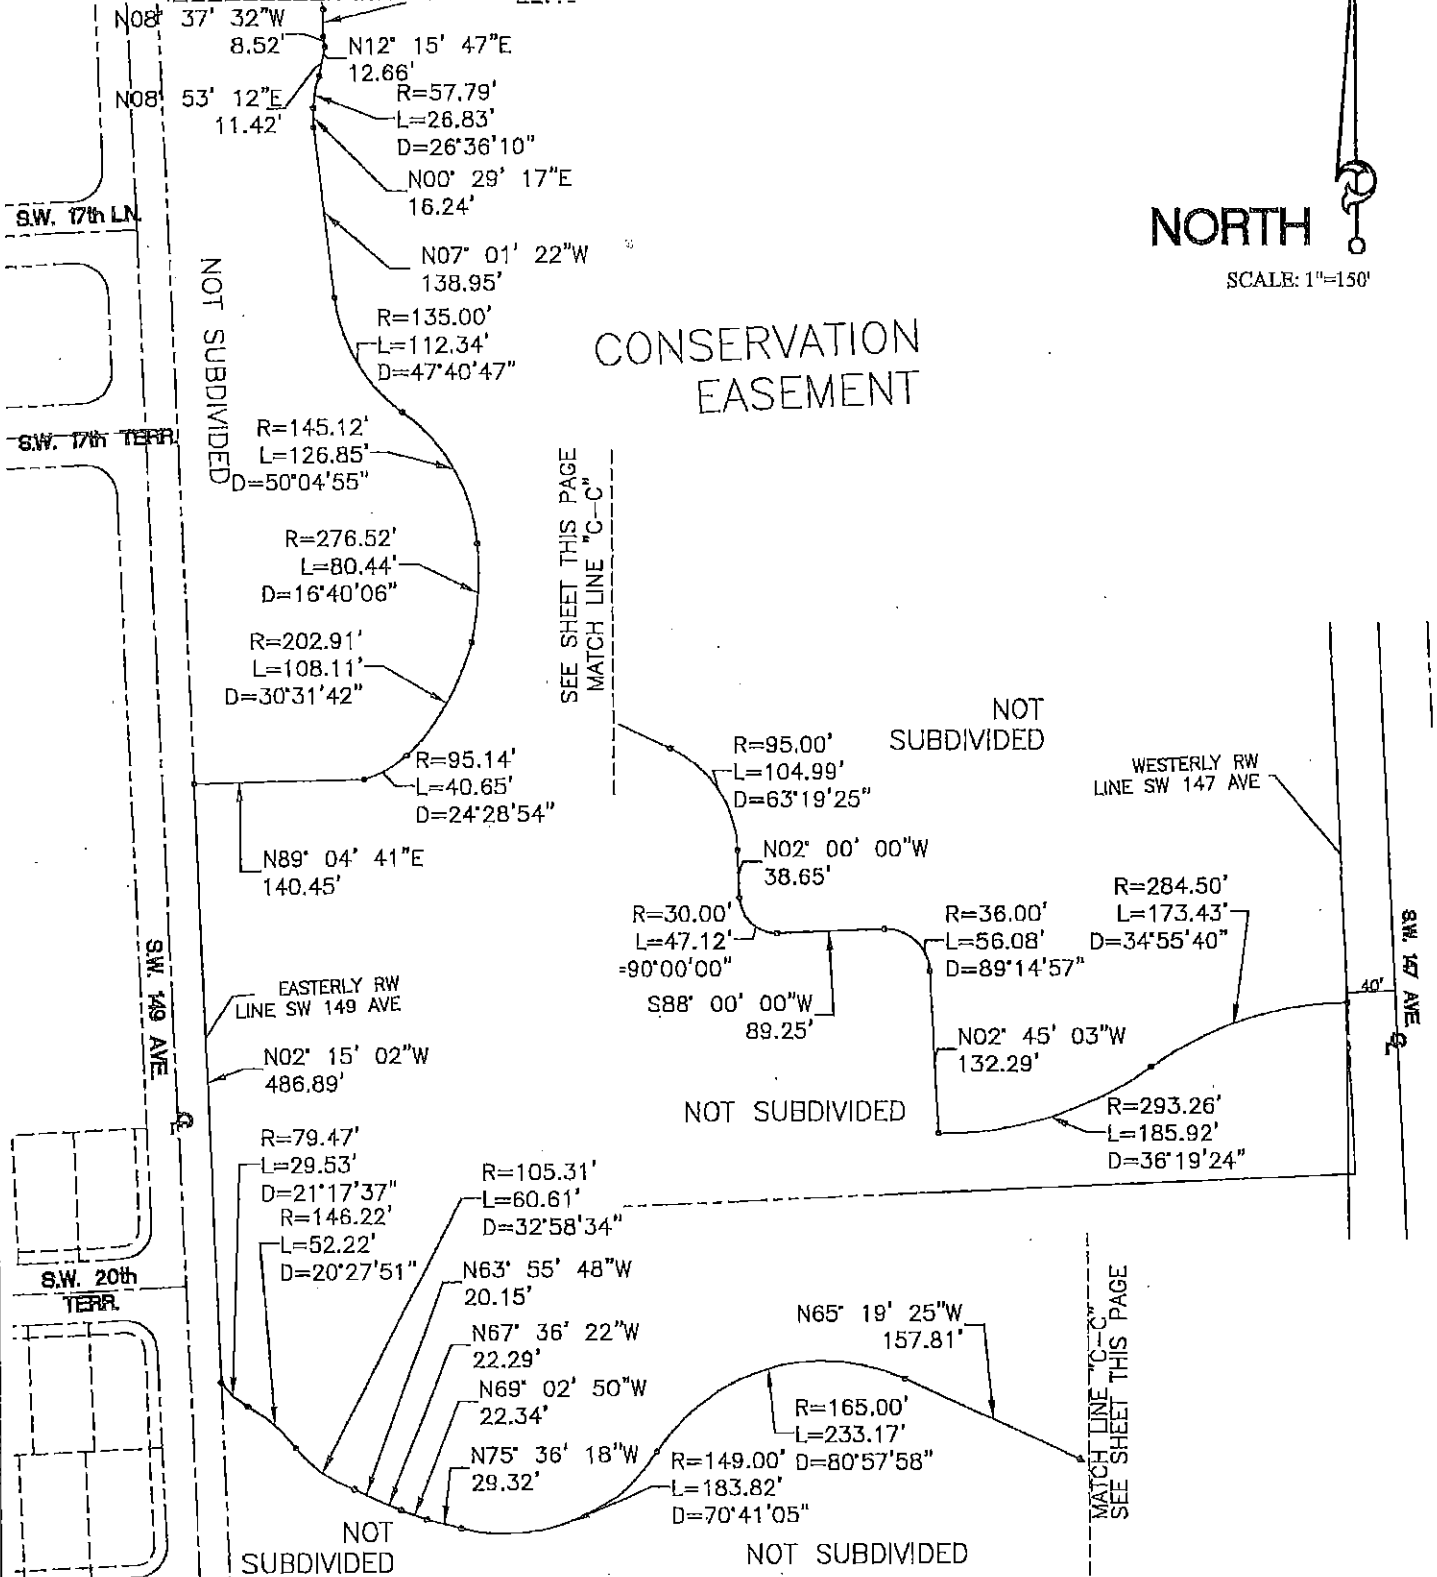 N08° 37' 32"W
8.52'
N12° 15' 47"E
12.66'
N08° 53' 12"E
11.42'
R=57.79'
L=26.83'
D=26°36'10"
N00° 29' 17"E
16.24'
S.W. 17th LN.
NORTH
SCALE: 1"=150'
N07° 01' 22"W
138.95'
NOT SUBDIVIDED
R=135.00'
L=112.34'
D=47°40'47"
CONSERVATION
EASEMENT
S.W. 17th TERR.
R=145.12'
L=126.85'
D=50°04'55"
SEE SHEET THIS PAGE
MATCH LINE "C-C"
R=276.52'
L=80.44'
D=16°40'06"
R=202.91'
L=108.11'
D=30°31'42"
NOT
SUBDIVIDED
R=95.14'
L=40.65'
D=24°28'54"
R=95.00'
L=104.99'
D=63°19'25"
WESTERLY RW
LINE SW 147 AVE
N89° 04' 41"E
140.45'
N02° 00' 00"W
38.65'
R=30.00'
L=47.12'
=90°00'00"
R=36.00'
L=56.08'
D=89°14'57"
R=284.50'
L=173.43'
D=34°55'40"
S.W. 147 AVE.
40'
S.W. 149 AVE.
EASTERLY RW
LINE SW 149 AVE
S88° 00' 00"W
89.25'
N02° 15' 02"W
486.89'
N02° 45' 03"W
132.29'
NOT SUBDIVIDED
R=293.26'
L=185.92'
D=36°19'24"
R=79.47'
L=29.53'
D=21°17'37"
R=146.22'
L=52.22'
D=20°27'51"
R=105.31'
L=60.61'
D=32°58'34"
S.W. 20th
TERR.
N63° 55' 48"W
20.15'
N67° 36' 22"W
22.29'
N69° 02' 50"W
22.34'
N75° 36' 18"W
29.32'
N65° 19' 25"W
157.81'
MATCH LINE "C-C"
SEE SHEET THIS PAGE
R=165.00'
L=233.17'
D=80°57'58"
R=149.00'
L=183.82'
D=70°41'05"
NOT
SUBDIVIDED
NOT SUBDIVIDED